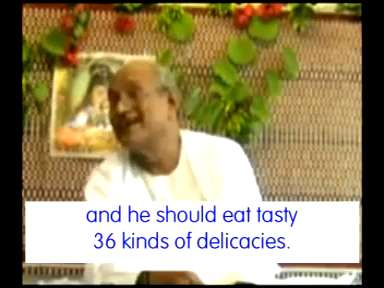 and he should eat tasty
36 kinds of delicacies.